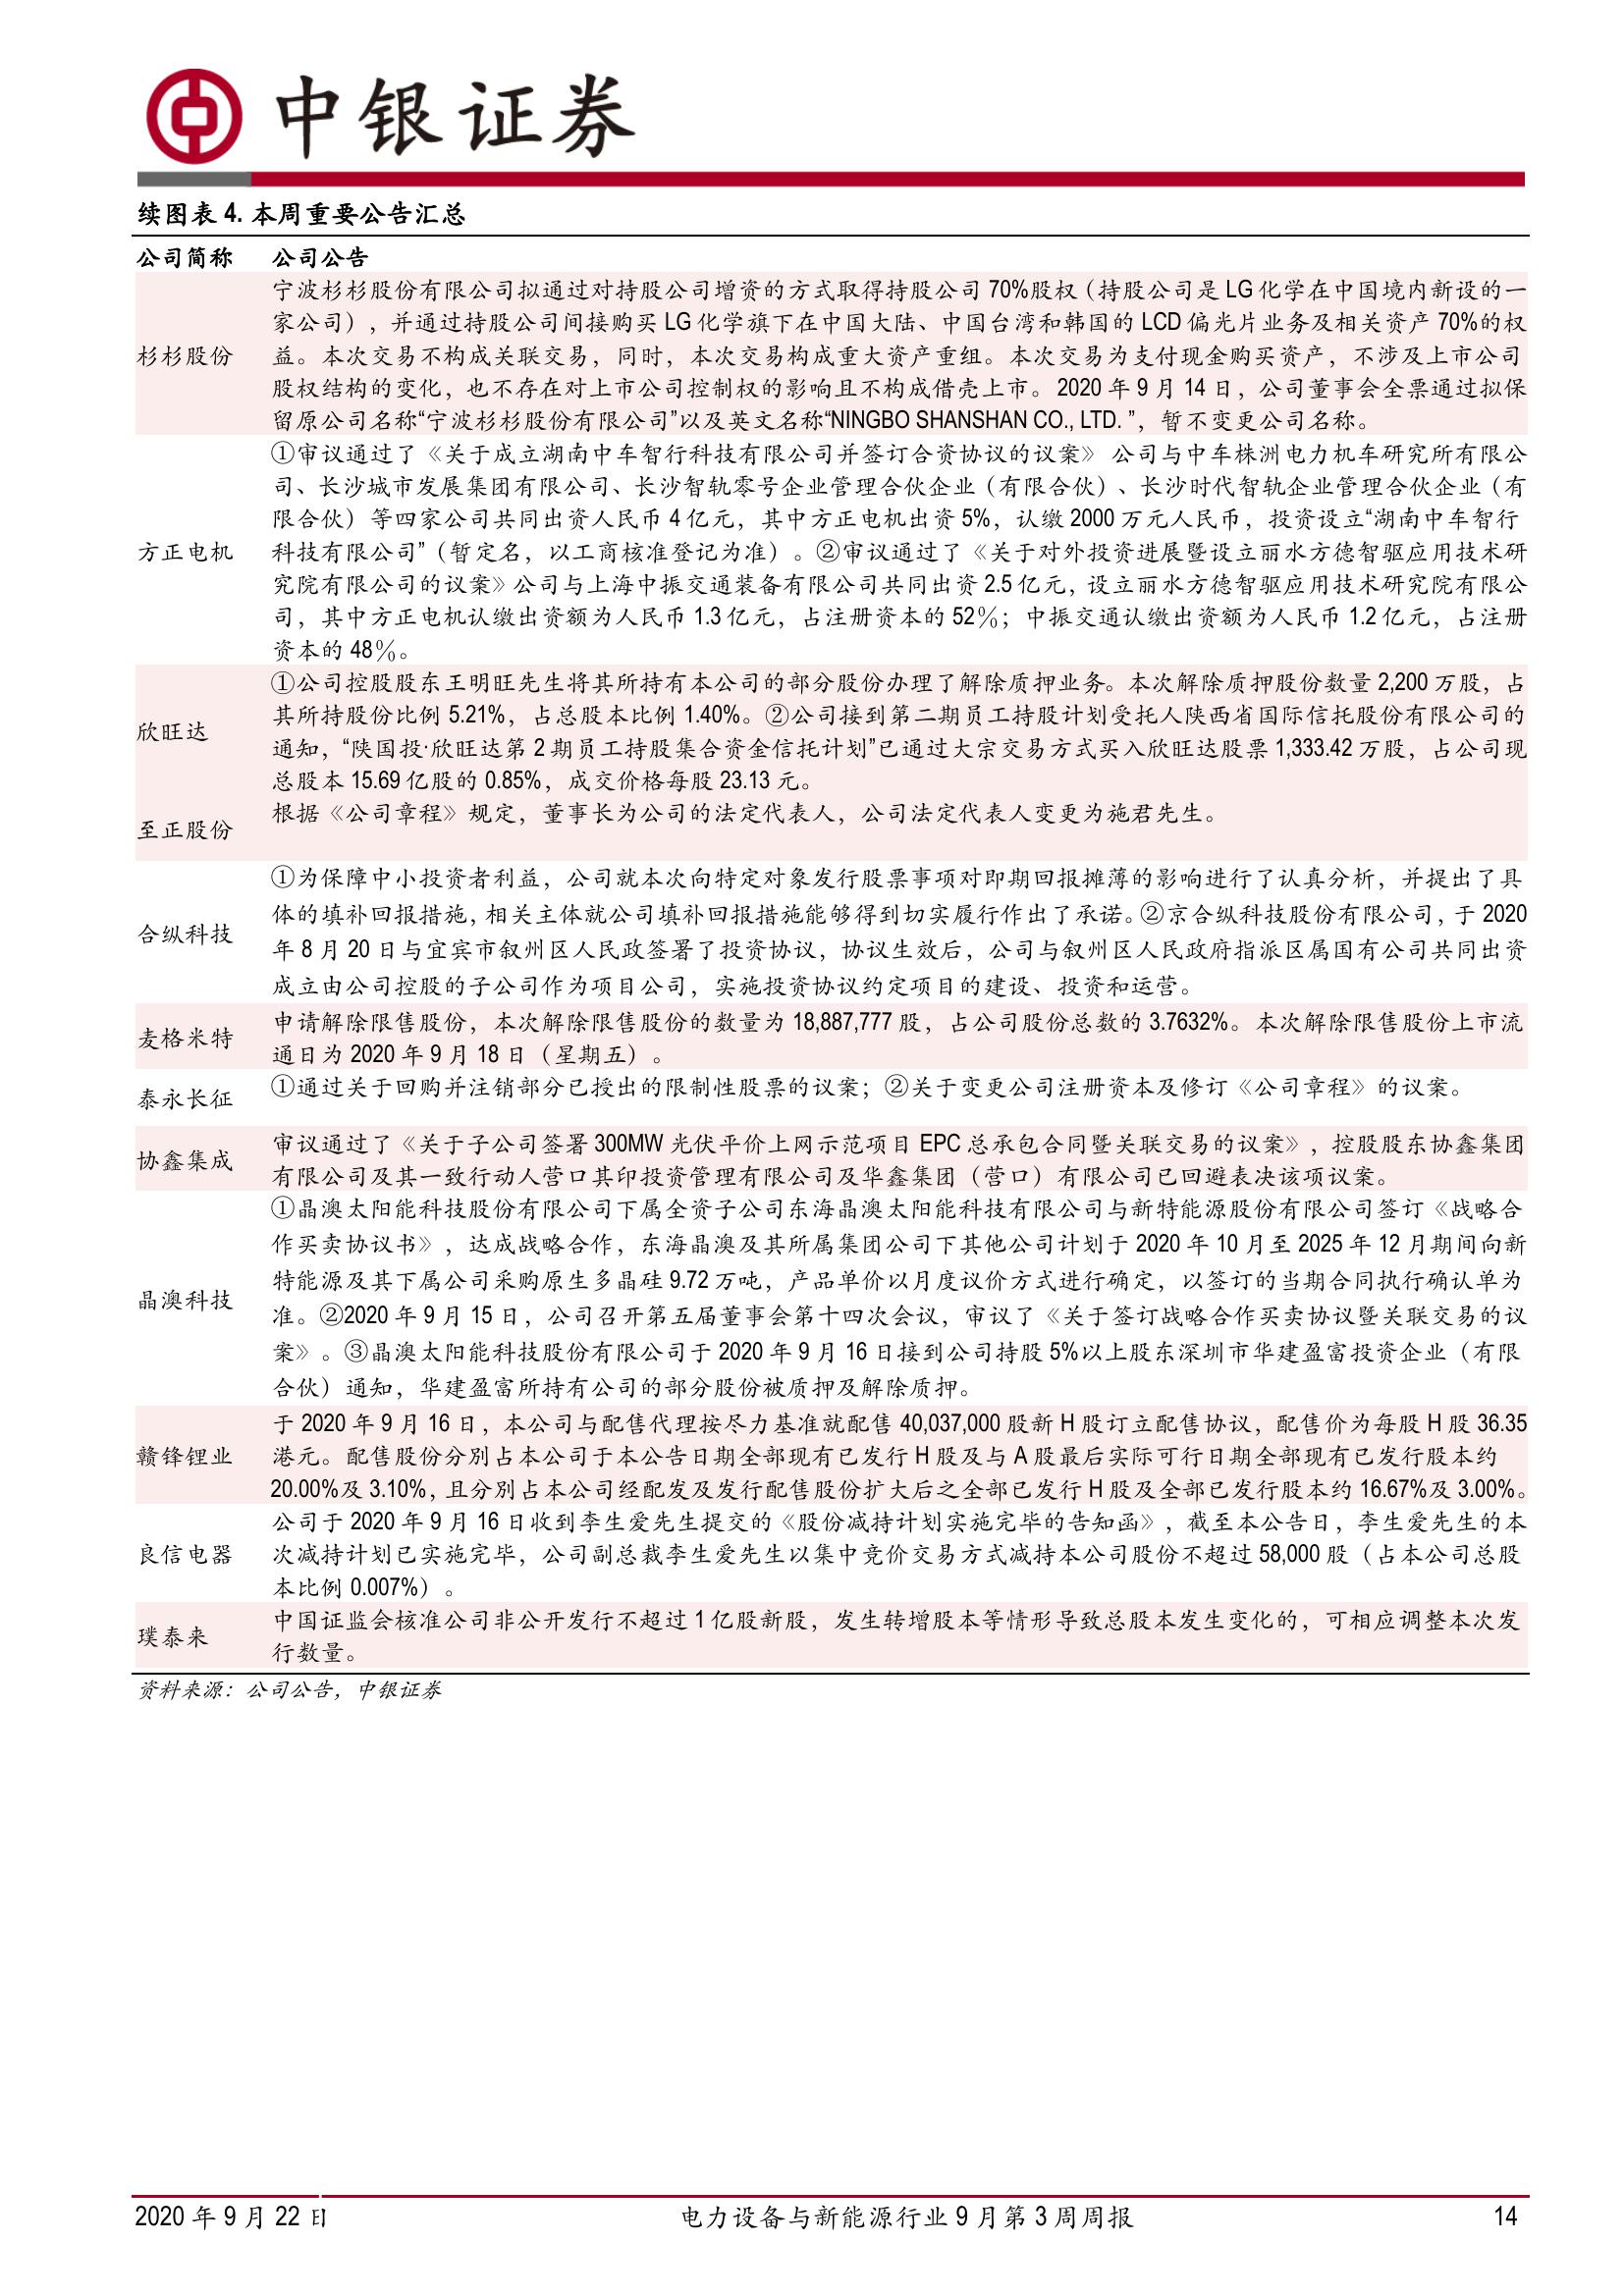 中银证券
续图表 4. 本周重要公告汇总
公司简称 公司公告
杉杉股份
宁波杉杉股份有限公司拟通过对持股公司增资的方式取得持股公司 70%股权（持股公司是 LG 化学在中国境内新设的一
家公司），并通过持股公司间接购买 LG 化学旗下在中国大陆、中国台湾和韩国的 LCD 偏光片业务及相关资产 70%的权
益。本次交易不构成关联交易，同时，本次交易构成重大资产重组。本次交易为支付现金购买资产，不涉及上市公司
股权结构的变化，也不存在对上市公司控制权的影响且不构成借壳上市。2020 年 9 月 14 日，公司董事会全票通过拟保
留原公司名称“宁波杉杉股份有限公司”以及英文名称“NINGBO SHANSHAN CO., LTD. ”，暂不变更公司名称。
方正电机
①审议通过了《关于成立湖南中车智行科技有限公司并签订合资协议的议案》 公司与中车株洲电力机车研究所有限公
司、长沙城市发展集团有限公司、长沙智轨零号企业管理合伙企业（有限合伙）、长沙时代智轨企业管理合伙企业（有
限合伙）等四家公司共同出资人民币 4 亿元，其中方正电机出资 5%，认缴 2000 万元人民币，投资设立“湖南中车智行
科技有限公司”（暂定名，以工商核准登记为准）。②审议通过了《关于对外投资进展暨设立丽水方德智驱应用技术研
究院有限公司的议案》公司与上海中振交通装备有限公司共同出资 2.5 亿元，设立丽水方德智驱应用技术研究院有限公
司，其中方正电机认缴出资额为人民币 1.3 亿元，占注册资本的 52％；中振交通认缴出资额为人民币 1.2 亿元，占注册
资本的 48％。
欣旺达
①公司控股股东王明旺先生将其所持有本公司的部分股份办理了解除质押业务。本次解除质押股份数量 2,200 万股，占
其所持股份比例 5.21%，占总股本比例 1.40%。②公司接到第二期员工持股计划受托人陕西省国际信托股份有限公司的
通知，“陕国投·欣旺达第 2 期员工持股集合资金信托计划”已通过大宗交易方式买入欣旺达股票 1,333.42 万股，占公司现
总股本 15.69 亿股的 0.85%，成交价格每股 23.13 元。
至正股份
根据《公司章程》规定，董事长为公司的法定代表人，公司法定代表人变更为施君先生。
合纵科技
①为保障中小投资者利益，公司就本次向特定对象发行股票事项对即期回报摊薄的影响进行了认真分析，并提出了具
体的填补回报措施，相关主体就公司填补回报措施能够得到切实履行作出了承诺。②京合纵科技股份有限公司，于 2020
年 8 月 20 日与宜宾市叙州区人民政签署了投资协议，协议生效后，公司与叙州区人民政府指派区属国有公司共同出资
成立由公司控股的子公司作为项目公司，实施投资协议约定项目的建设、投资和运营。
麦格米特
申请解除限售股份，本次解除限售股份的数量为 18,887,777 股，占公司股份总数的 3.7632%。本次解除限售股份上市流
通日为 2020 年 9 月 18 日（星期五）。
泰永长征
①通过关于回购并注销部分已授出的限制性股票的议案；②关于变更公司注册资本及修订《公司章程》的议案。
协鑫集成
审议通过了《关于子公司签署 300MW 光伏平价上网示范项目 EPC 总承包合同暨关联交易的议案》，控股股东协鑫集团
有限公司及其一致行动人营口其印投资管理有限公司及华鑫集团（营口）有限公司已回避表决该项议案。
晶澳科技
①晶澳太阳能科技股份有限公司下属全资子公司东海晶澳太阳能科技有限公司与新特能源股份有限公司签订《战略合
作买卖协议书》，达成战略合作，东海晶澳及其所属集团公司下其他公司计划于 2020 年 10 月至 2025 年 12 月期间向新
特能源及其下属公司采购原生多晶硅 9.72 万吨，产品单价以月度议价方式进行确定，以签订的当期合同执行确认单为
准。②2020 年 9 月 15 日，公司召开第五届董事会第十四次会议，审议了《关于签订战略合作买卖协议暨关联交易的议
案》。③晶澳太阳能科技股份有限公司于 2020 年 9 月 16 日接到公司持股 5%以上股东深圳市华建盈富投资企业（有限
合伙）通知，华建盈富所持有公司的部分股份被质押及解除质押。
赣锋锂业
于 2020 年 9 月 16 日，本公司与配售代理按尽力基准就配售 40,037,000 股新 H 股订立配售协议，配售价为每股 H 股 36.35
港元。配售股份分别占本公司于本公告日期全部现有已发行 H 股及与 A 股最后实际可行日期全部现有已发行股本约
20.00%及 3.10%，且分别占本公司经配发及发行配售股份扩大后之全部已发行 H 股及全部已发行股本约 16.67%及 3.00%。
良信电器
公司于 2020 年 9 月 16 日收到李生爱先生提交的《股份减持计划实施完毕的告知函》，截至本公告日，李生爱先生的本
次减持计划已实施完毕，公司副总裁李生爱先生以集中竞价交易方式减持本公司股份不超过 58,000 股（占本公司总股
本比例 0.007%）。
璞泰来
中国证监会核准公司非公开发行不超过 1 亿股新股，发生转增股本等情形导致总股本发生变化的，可相应调整本次发
行数量。
资料来源：公司公告，中银证券
2020 年 9 月 22 日 电力设备与新能源行业 9 月第 3 周周报 14